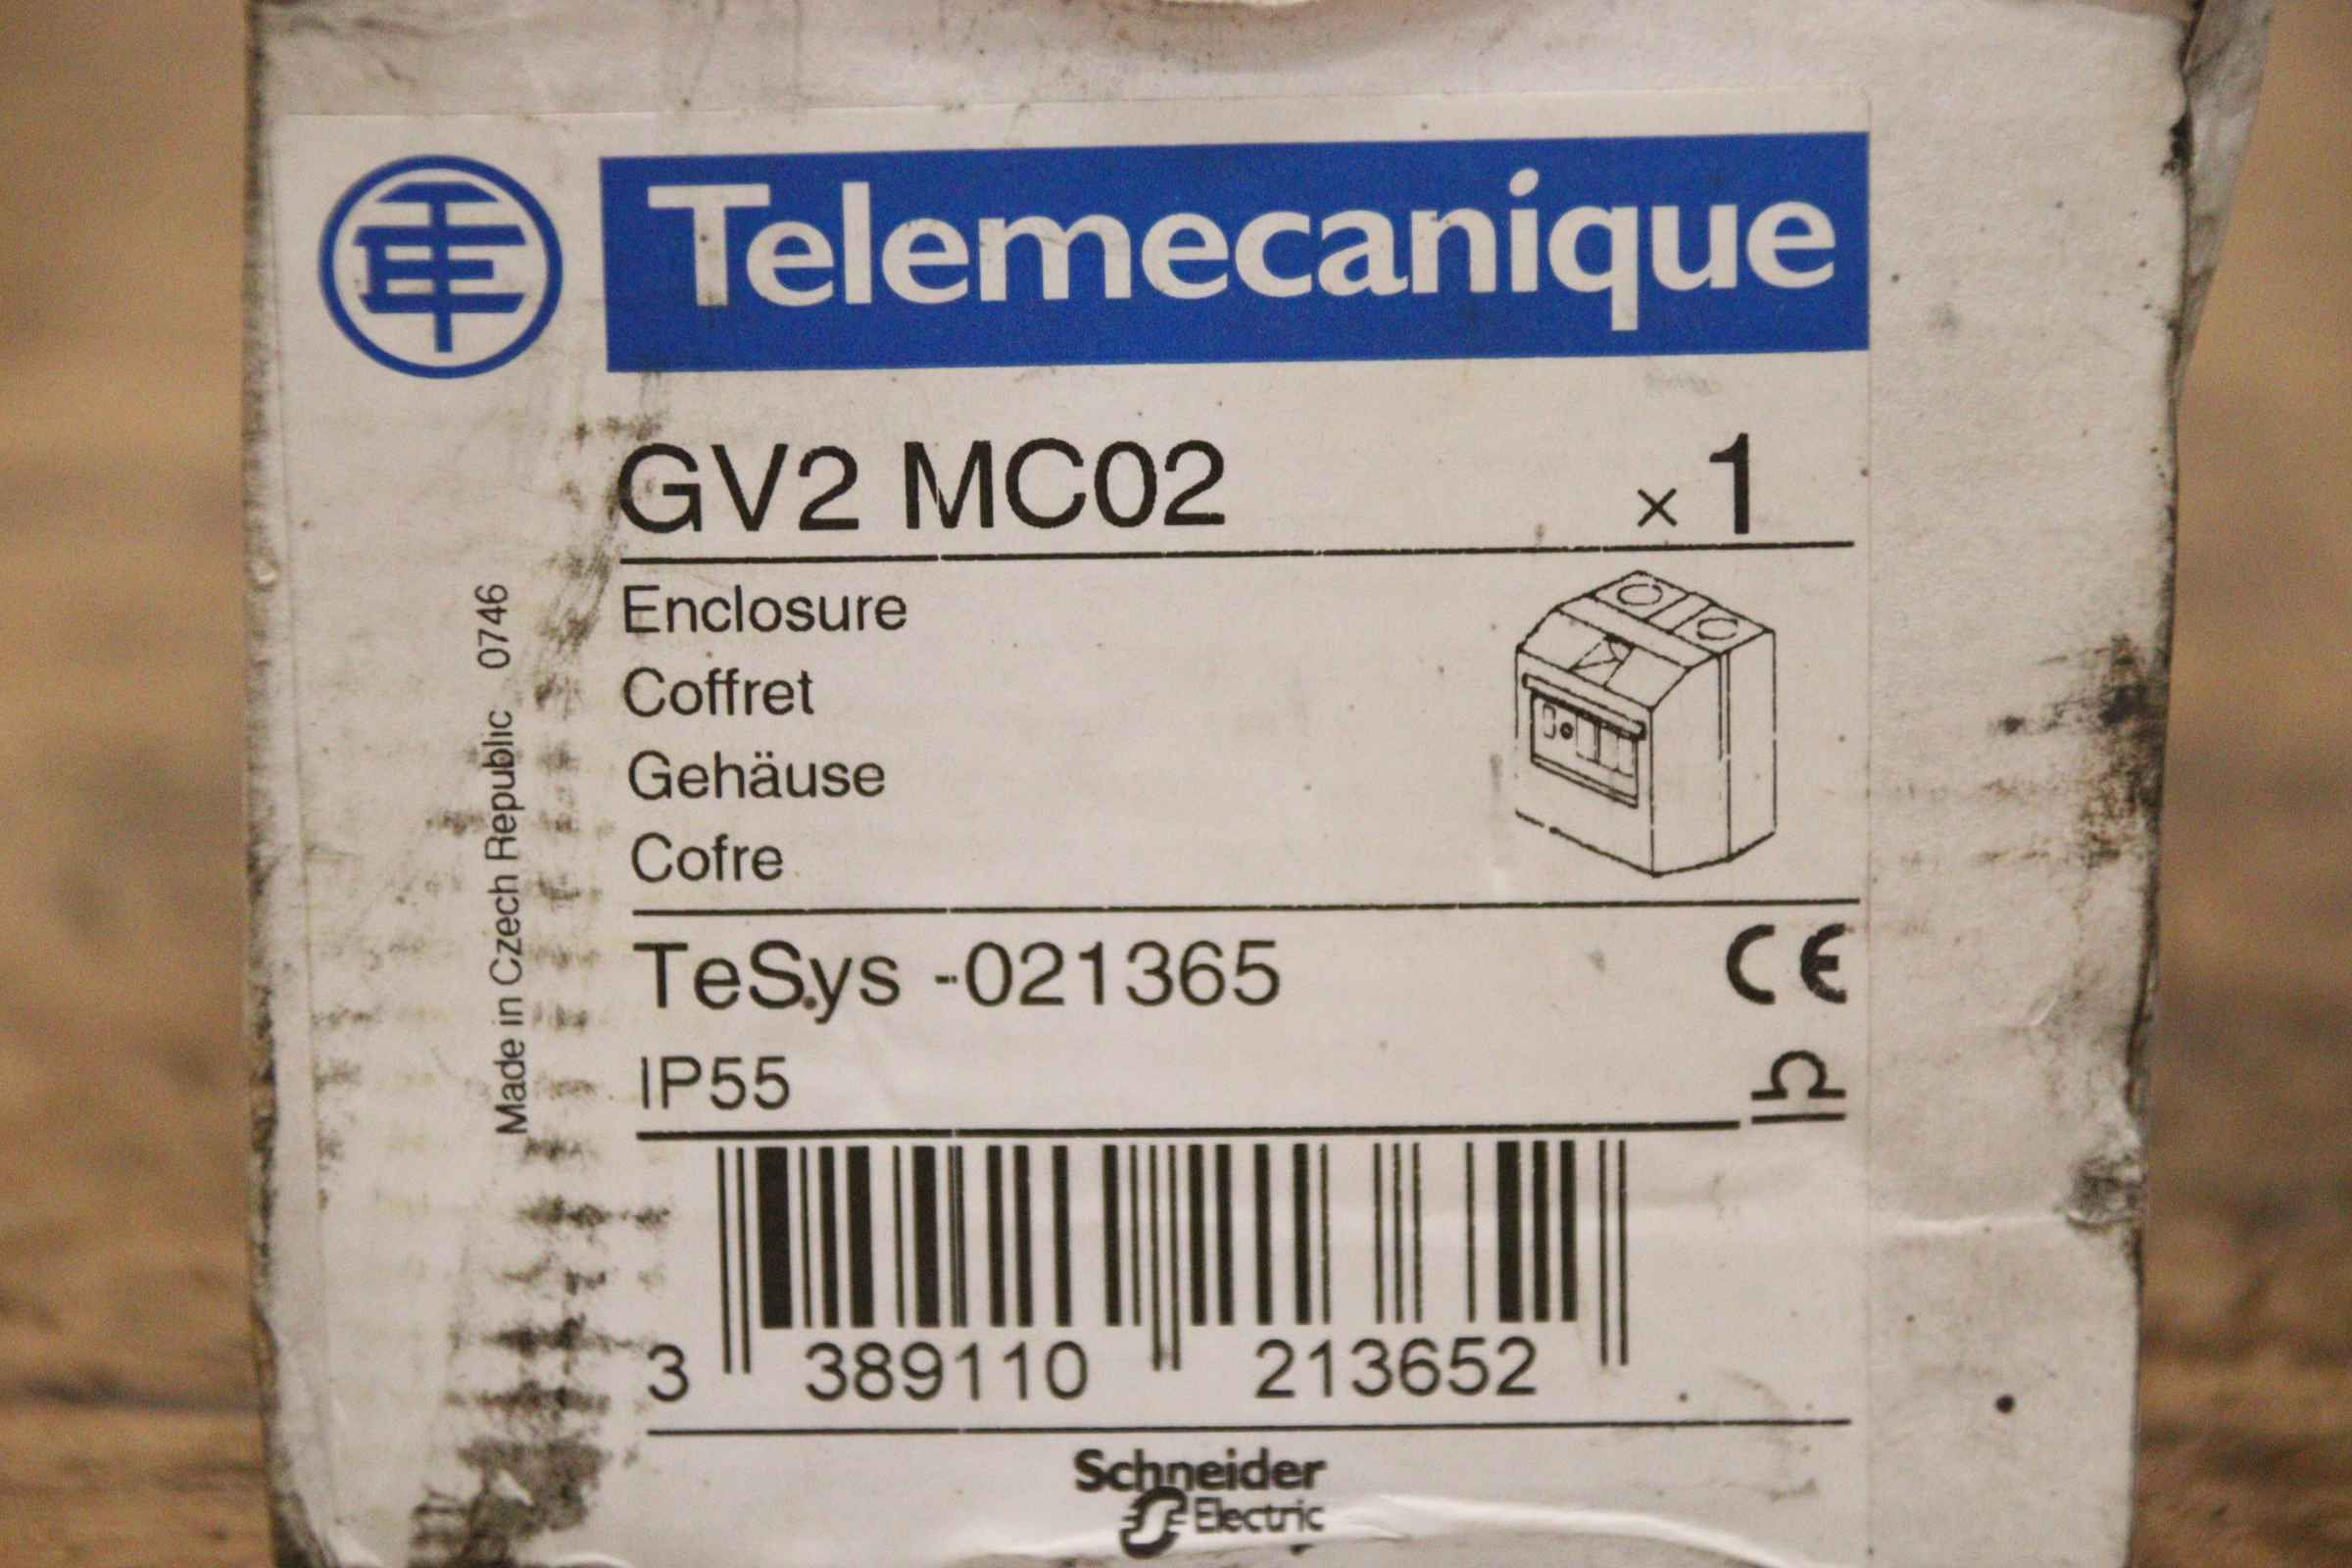 Telemecanique
GV2 MC02 × 1
Enclosure
Coffret
Gehäuse
Cofre
TeSys -021365
CE
IP55
3 389110 213652
Schneider
Electric
Made in Czech Republic 0746